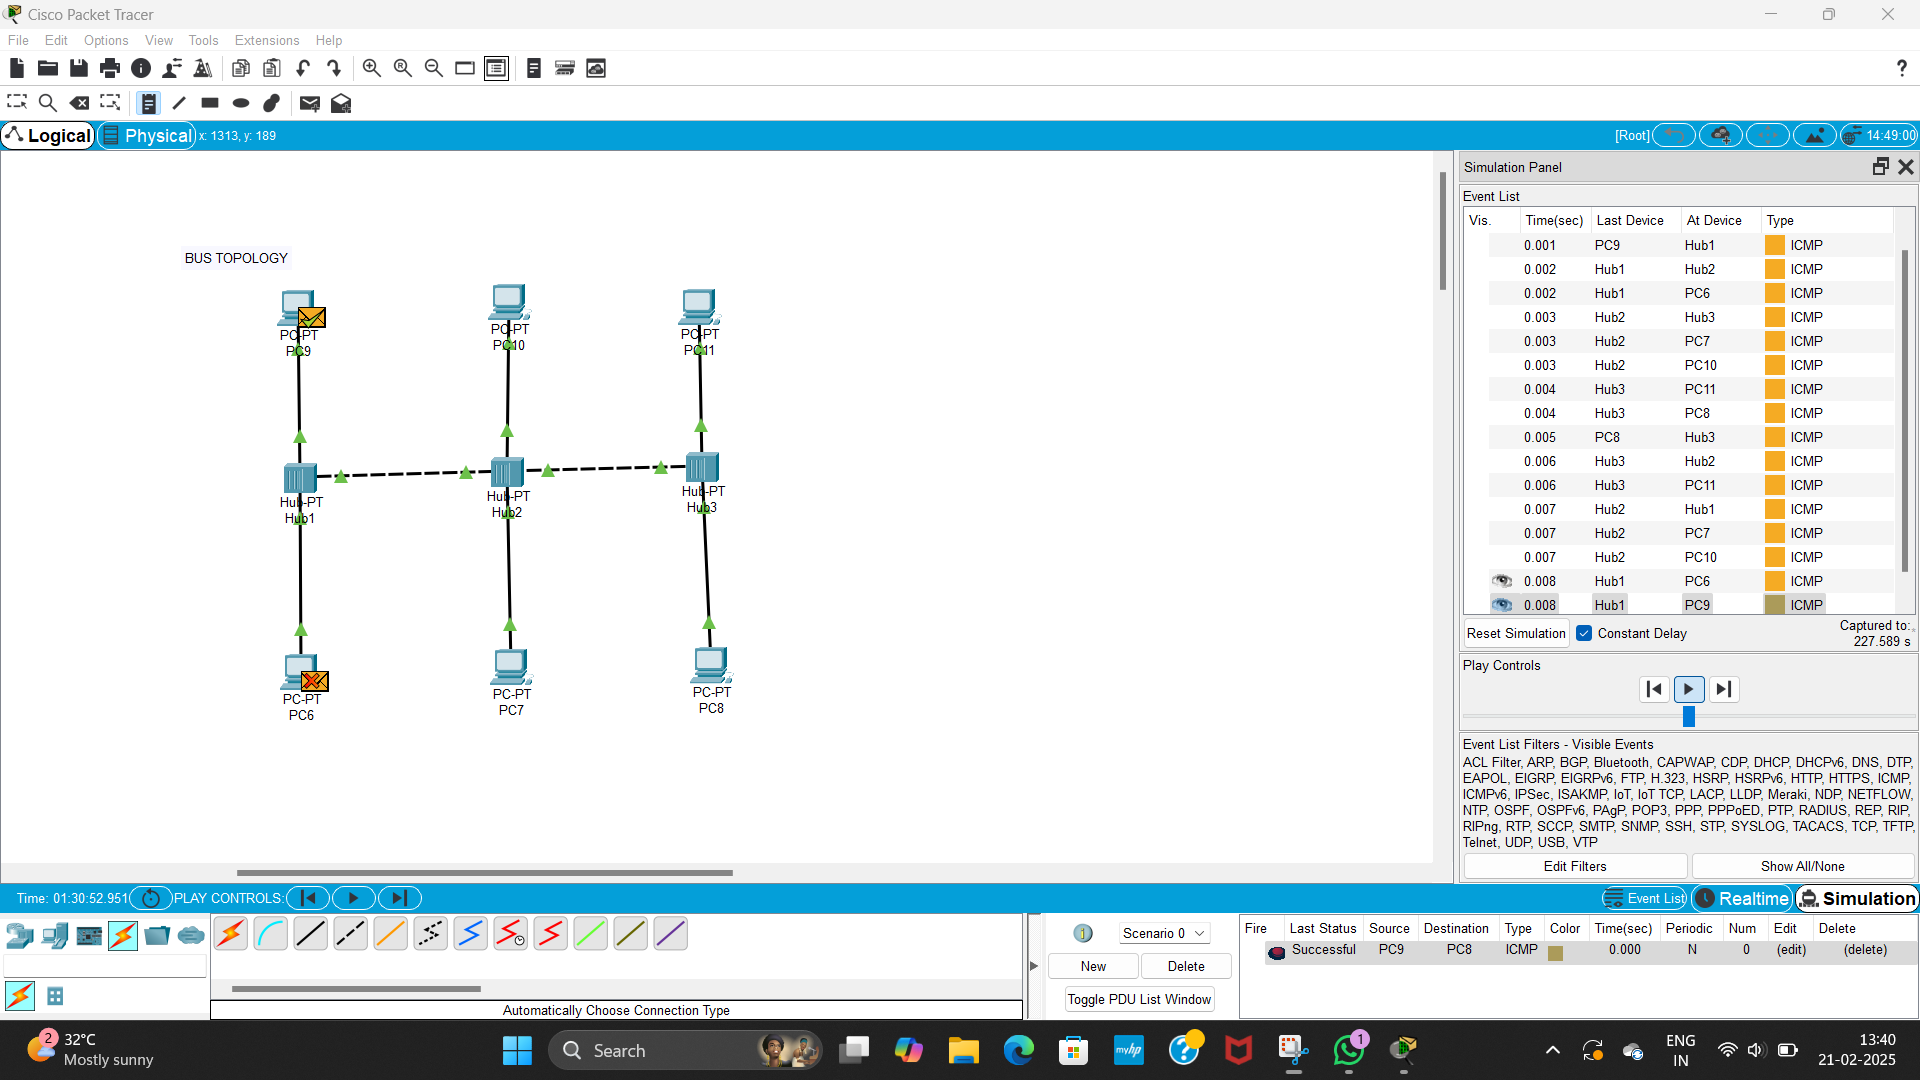 Cisco Packet Tracer
File Edit Options View Tools Extensions Help
?
Logical Physical x: 1313, y: 189 [Root] 14:49:00
BUS TOPOLOGY
PC-PT
PC9
PC-PT
PC10
PC-PT
PC11
Hub-PT
Hub1
Hub-PT
Hub2
Hub-PT
Hub3
PC-PT
PC6
PC-PT
PC7
PC-PT
PC8
Simulation Panel
Event List
Vis. Time(sec) Last Device At Device Type
0.001 PC9 Hub1 ICMP
0.002 Hub1 Hub2 ICMP
0.002 Hub1 PC6 ICMP
0.003 Hub2 Hub3 ICMP
0.003 Hub2 PC7 ICMP
0.003 Hub2 PC10 ICMP
0.004 Hub3 PC11 ICMP
0.004 Hub3 PC8 ICMP
0.005 PC8 Hub3 ICMP
0.006 Hub3 Hub2 ICMP
0.006 Hub3 PC11 ICMP
0.007 Hub2 Hub1 ICMP
0.007 Hub2 PC7 ICMP
0.007 Hub2 PC10 ICMP
0.008 Hub1 PC6 ICMP
0.008 Hub1 PC9 ICMP
Reset Simulation Constant Delay Captured to:
227.589 s
Play Controls
Event List Filters - Visible Events
ACL Filter, ARP, BGP, Bluetooth, CAPWAP, CDP, DHCP, DHCPv6, DNS, DTP,
EAPOL, EIGRP, EIGRPv6, FTP, H.323, HSRP, HSRPv6, HTTP, HTTPS, ICMP,
ICMPv6, IPSec, ISAKMP, IoT, IoT TCP, LACP, LLDP, Meraki, NDP, NETFLOW,
NTP, OSPF, OSPFv6, PAgP, POP3, PPP, PPPoED, PTP, RADIUS, REP, RIP,
RIPng, RTP, SCCP, SMTP, SNMP, SSH, STP, SYSLOG, TACACS, TCP, TFTP,
Telnet, UDP, USB, VTP
Edit Filters Show All/None
Time: 01:30:52.951 PLAY CONTROLS: Event List Realtime Simulation
Automatically Choose Connection Type
1 Scenario 0
New Delete
Toggle PDU List Window
Fire Last Status Source Destination Type Color Time(sec) Periodic Num Edit Delete
Successful PC9 PC8 ICMP 0.000 N 0 (edit) (delete)
2 32°C
Mostly sunny
Search
myhp
?
1
ENG
IN
13:40
21-02-2025